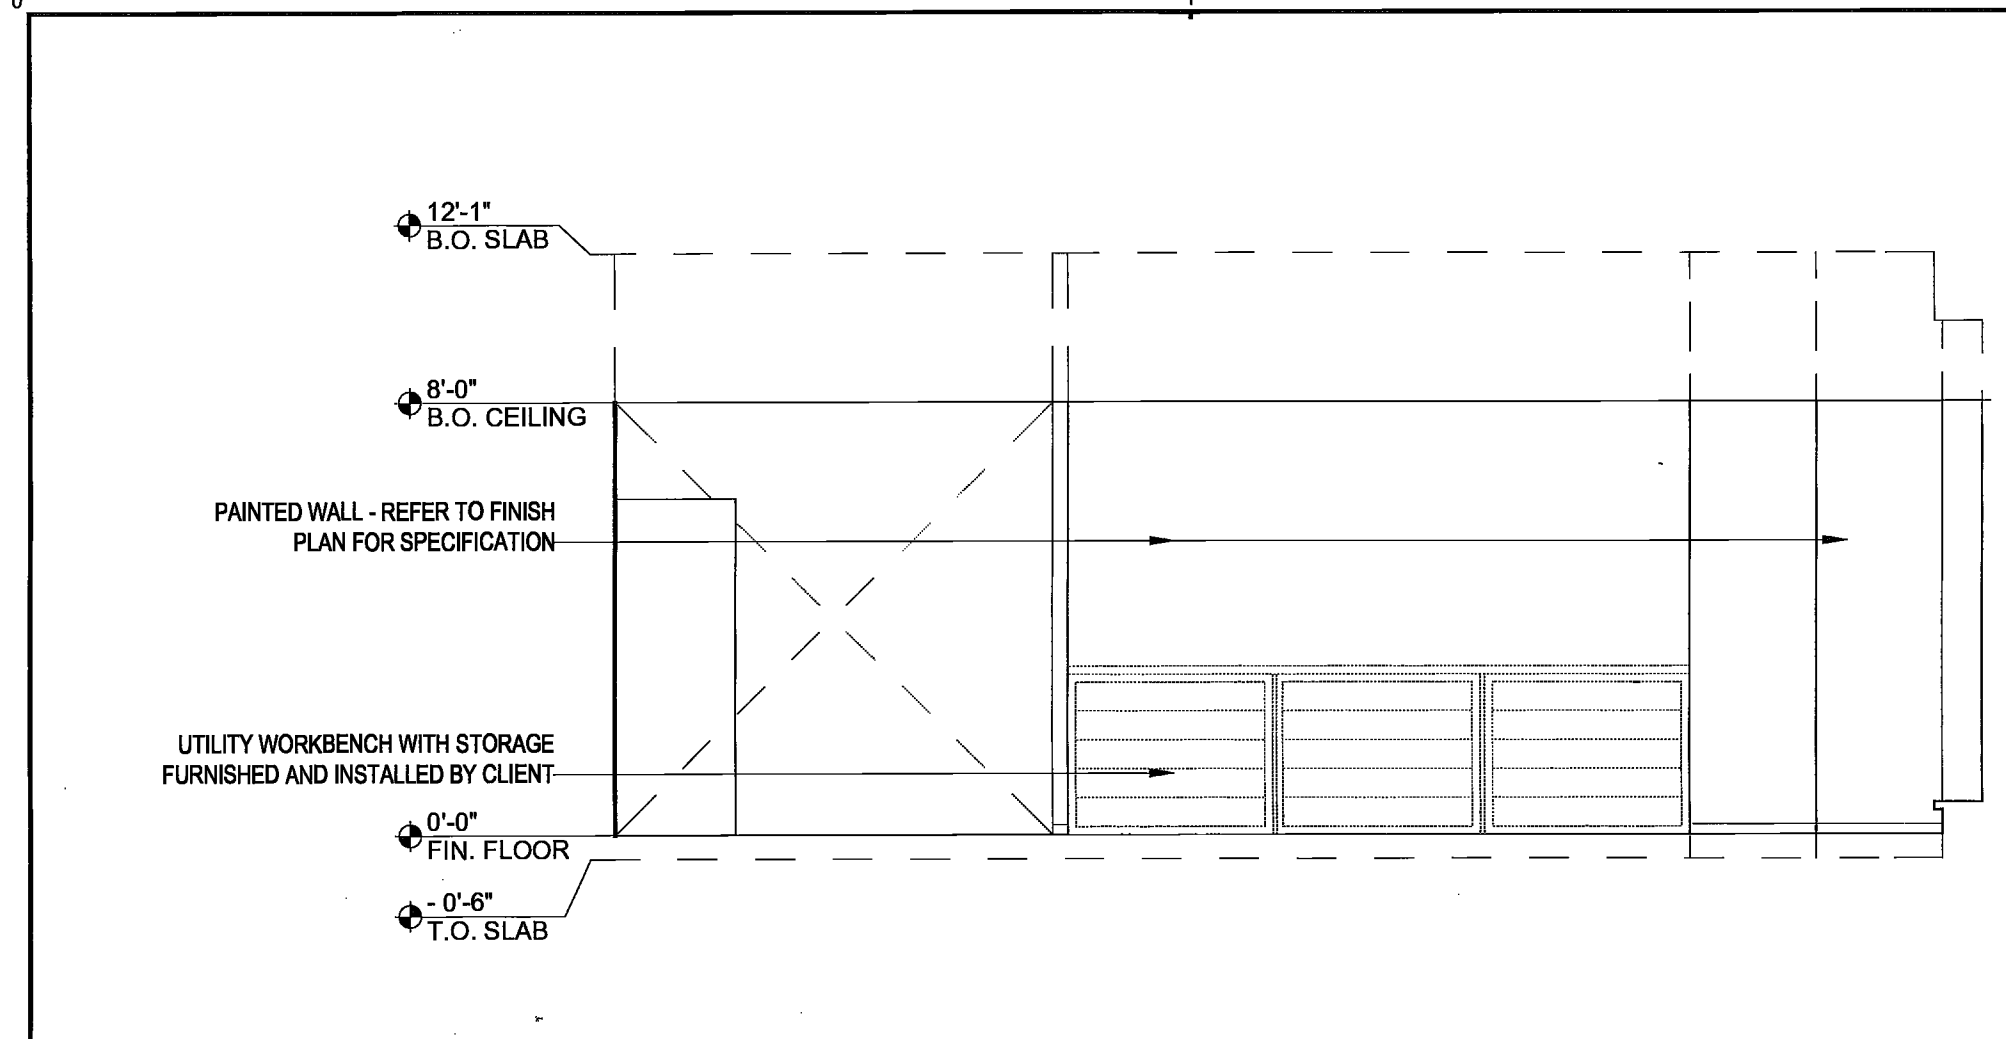 12'-1"
B.O. SLAB
8'-0"
B.O. CEILING
PAINTED WALL - REFER TO FINISH
PLAN FOR SPECIFICATION
UTILITY WORKBENCH WITH STORAGE
FURNISHED AND INSTALLED BY CLIENT
0'-0"
FIN. FLOOR
- 0'-6"
T.O. SLAB